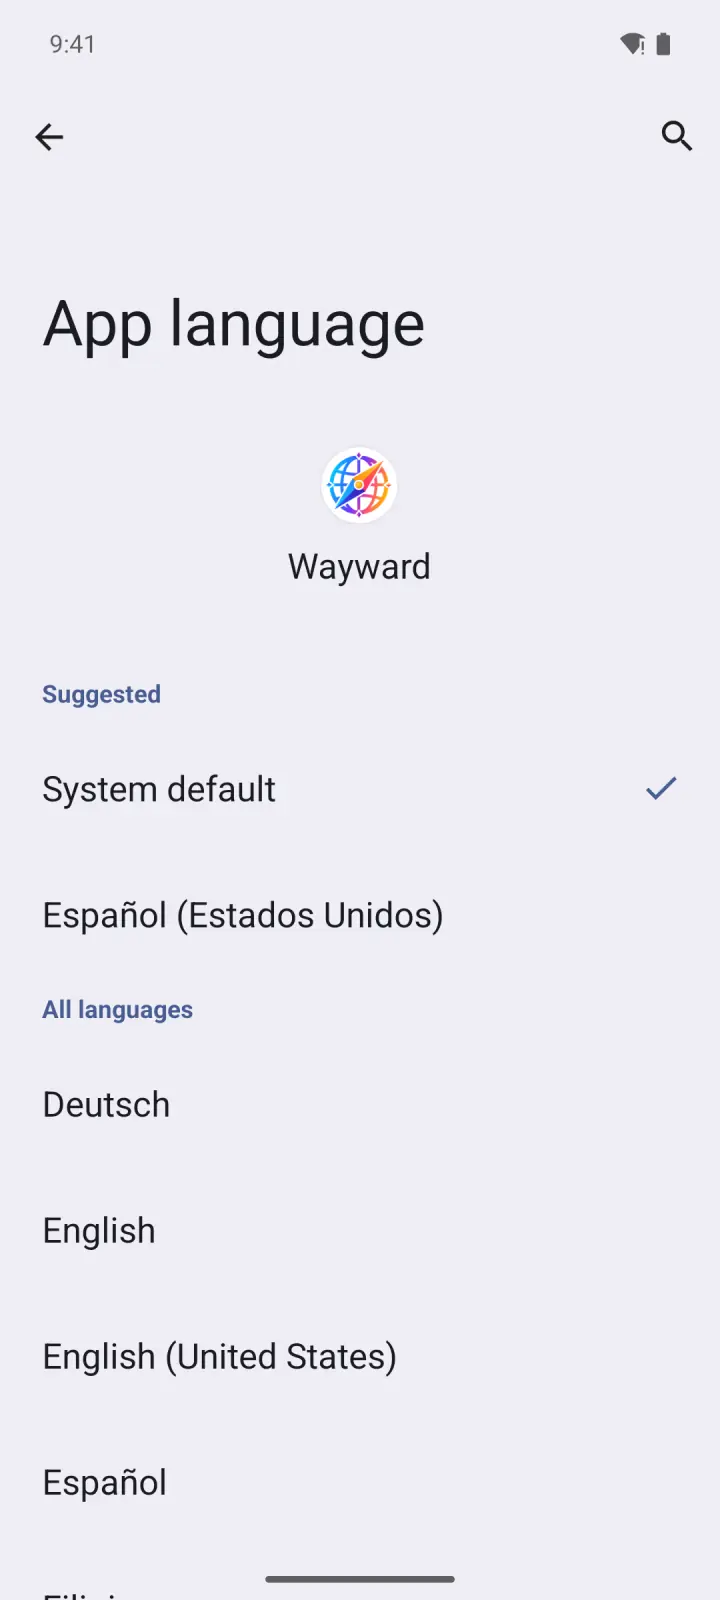 9:41
App language
Wayward
Suggested
System default
Español (Estados Unidos)
All languages
Deutsch
English
English (United States)
Español